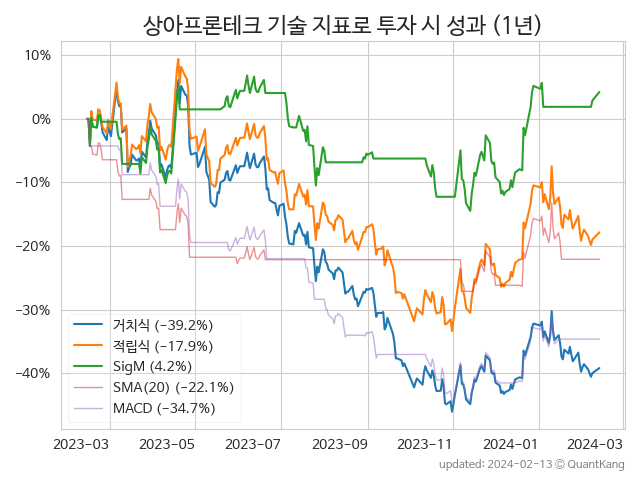 상아프론테크 기술 지표로 투자 시 성과 (1년)
10%
0%
−10%
−20%
−30%
−40%
거치식 (−39.2%)
적립식 (−17.9%)
SigM (4.2%)
SMA(20) (−22.1%)
MACD (−34.7%)
2023-03 2023-05 2023-07 2023-09 2023-11 2024-01 2024-03
updated: 2024-02-13 © QuantKang